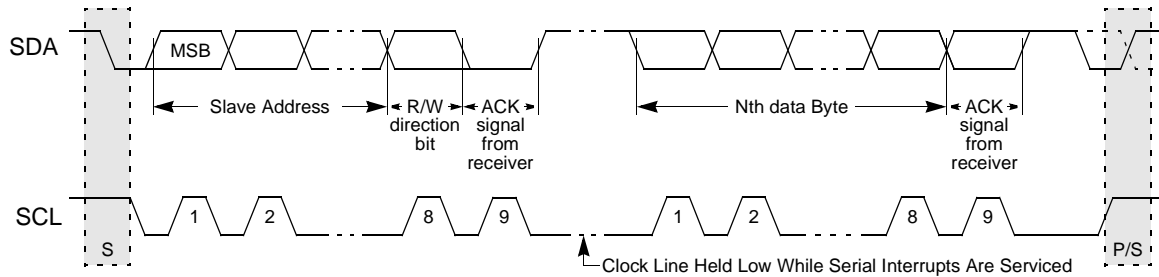 SDA
MSB
Slave Address
R/W
direction
bit
ACK
signal
from
receiver
Nth data Byte
ACK
signal
from
receiver
SCL
1
2
8
9
1
2
8
9
S
P/S
Clock Line Held Low While Serial Interrupts Are Serviced